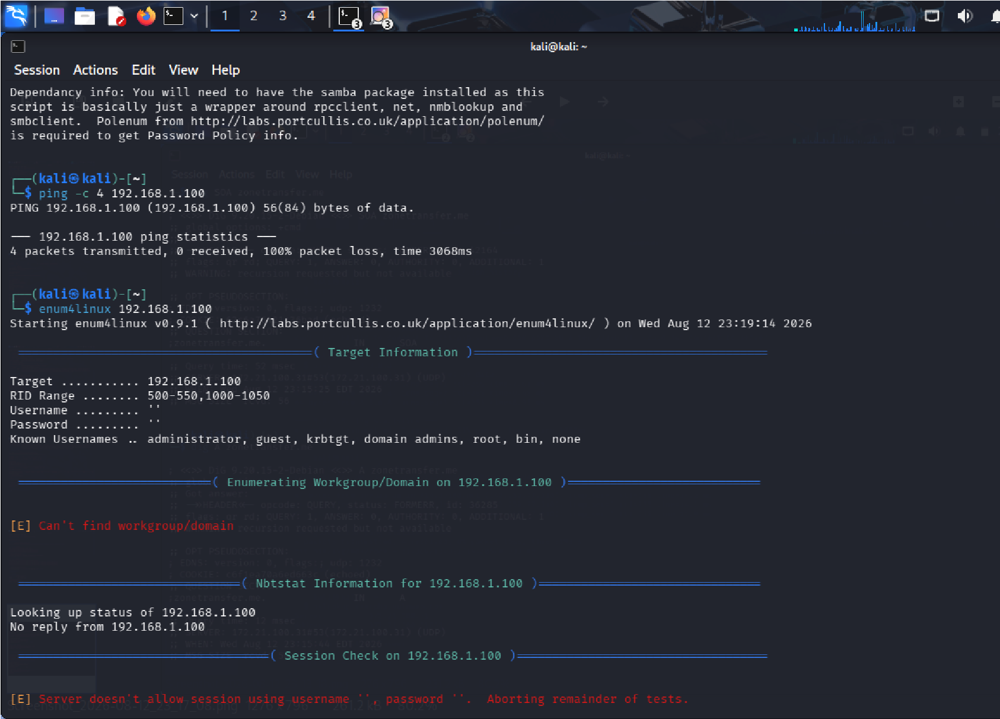 1 2 3 4 3 3
kali@kali: ~
Session Actions Edit View Help
Dependancy info: You will need to have the samba package installed as this
script is basically just a wrapper around rpcclient, net, nmblookup and
smbclient.  Polenum from http://labs.portcullis.co.uk/application/polenum/
is required to get Password Policy info.
┌──(kali㉿kali)-[~]
└─$ ping -c 4 192.168.1.100
PING 192.168.1.100 (192.168.1.100) 56(84) bytes of data.
--- 192.168.1.100 ping statistics ---
4 packets transmitted, 0 received, 100% packet loss, time 3068ms
┌──(kali㉿kali)-[~]
└─$ enum4linux 192.168.1.100
Starting enum4linux v0.9.1 ( http://labs.portcullis.co.uk/application/enum4linux/ ) on Wed Aug 12 23:19:14 2026
( Target Information )
Target ........... 192.168.1.100
RID Range ........ 500-550,1000-1050
Username ......... ''
Password ......... ''
Known Usernames .. administrator, guest, krbtgt, domain admins, root, bin, none
( Enumerating Workgroup/Domain on 192.168.1.100 )
[E] Can't find workgroup/domain
( Nbtstat Information for 192.168.1.100 )
Looking up status of 192.168.1.100
No reply from 192.168.1.100
( Session Check on 192.168.1.100 )
[E] Server doesn't allow session using username '', password ''.  Aborting remainder of tests.